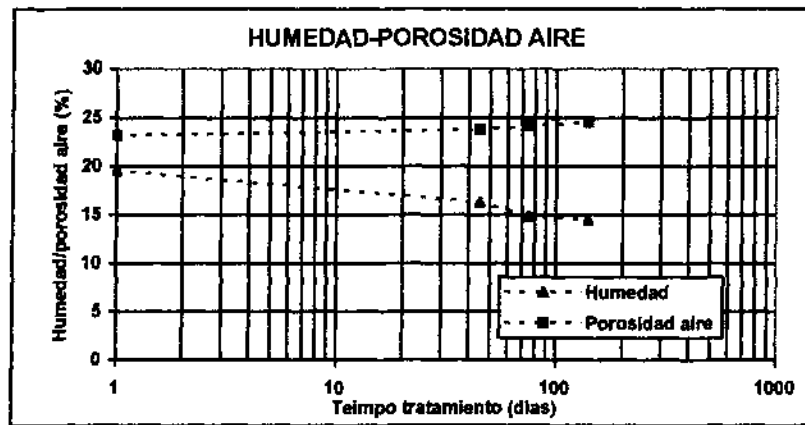 HUMEDAD-POROSIDAD AIRE
Humedad/porosidad aire (%)
30
25
20
15
10
5
0
Humedad
Porosidad aire
1 10 100 1000
Teimpo tratamiento (dias)